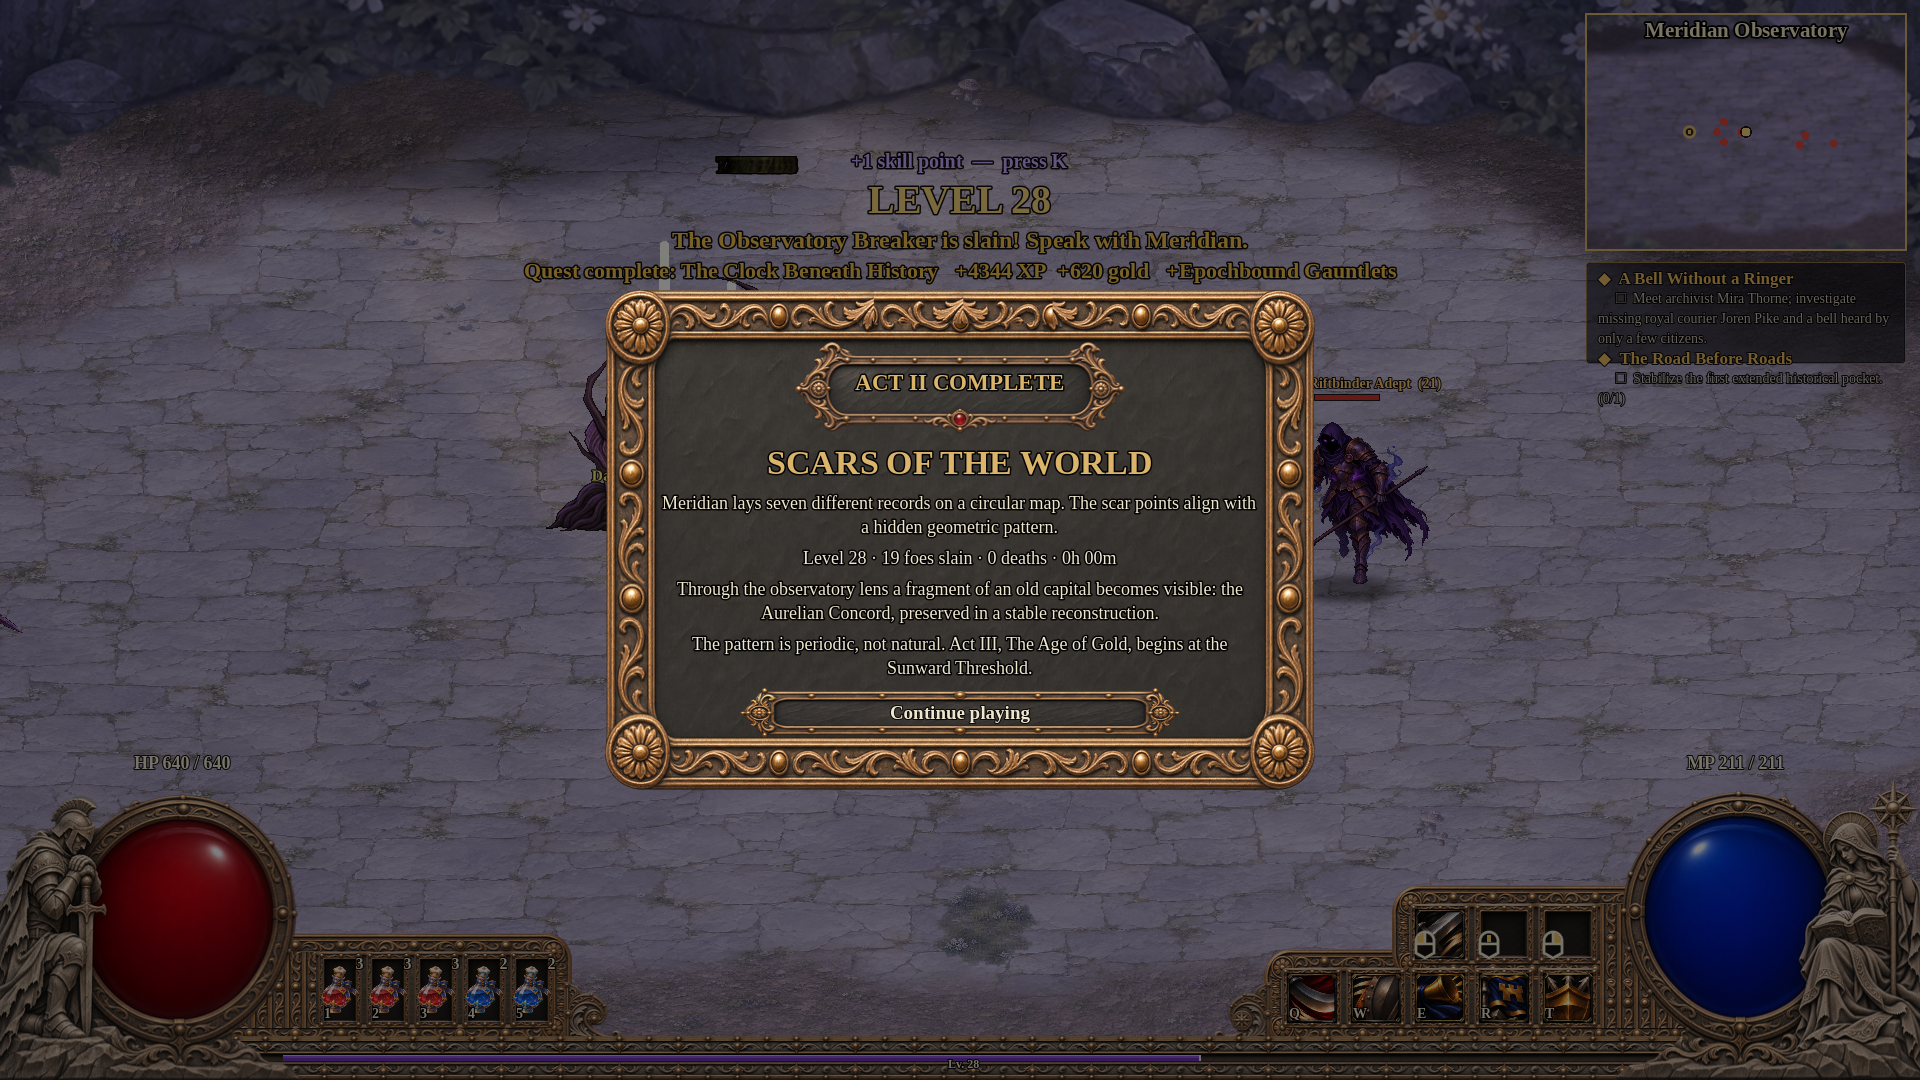 Meridian Observatory
+1 skill point — press K
LEVEL 28
The Observatory Breaker is slain! Speak with Meridian.
Quest complete: The Clock Beneath History +4344 XP +620 gold +Epochbound Gauntlets
◆ A Bell Without a Ringer
Meet archivist Mira Thorne; investigate
missing royal courier Joren Pike and a bell heard by
only a few citizens.
◆ The Road Before Roads
Stabilize the first extended historical pocket.
(0/1)
Riftbinder Adept (21)
ACT II COMPLETE
SCARS OF THE WORLD
Meridian lays seven different records on a circular map. The scar points align with
a hidden geometric pattern.
Level 28 · 19 foes slain · 0 deaths · 0h 00m
Through the observatory lens a fragment of an old capital becomes visible: the
Aurelian Concord, preserved in a stable reconstruction.
The pattern is periodic, not natural. Act III, The Age of Gold, begins at the
Sunward Threshold.
Continue playing
HP 640 / 640
MP 211 / 211
3 3 3 2 2
1 2 3 4 5
Q W E R T
Lv. 28